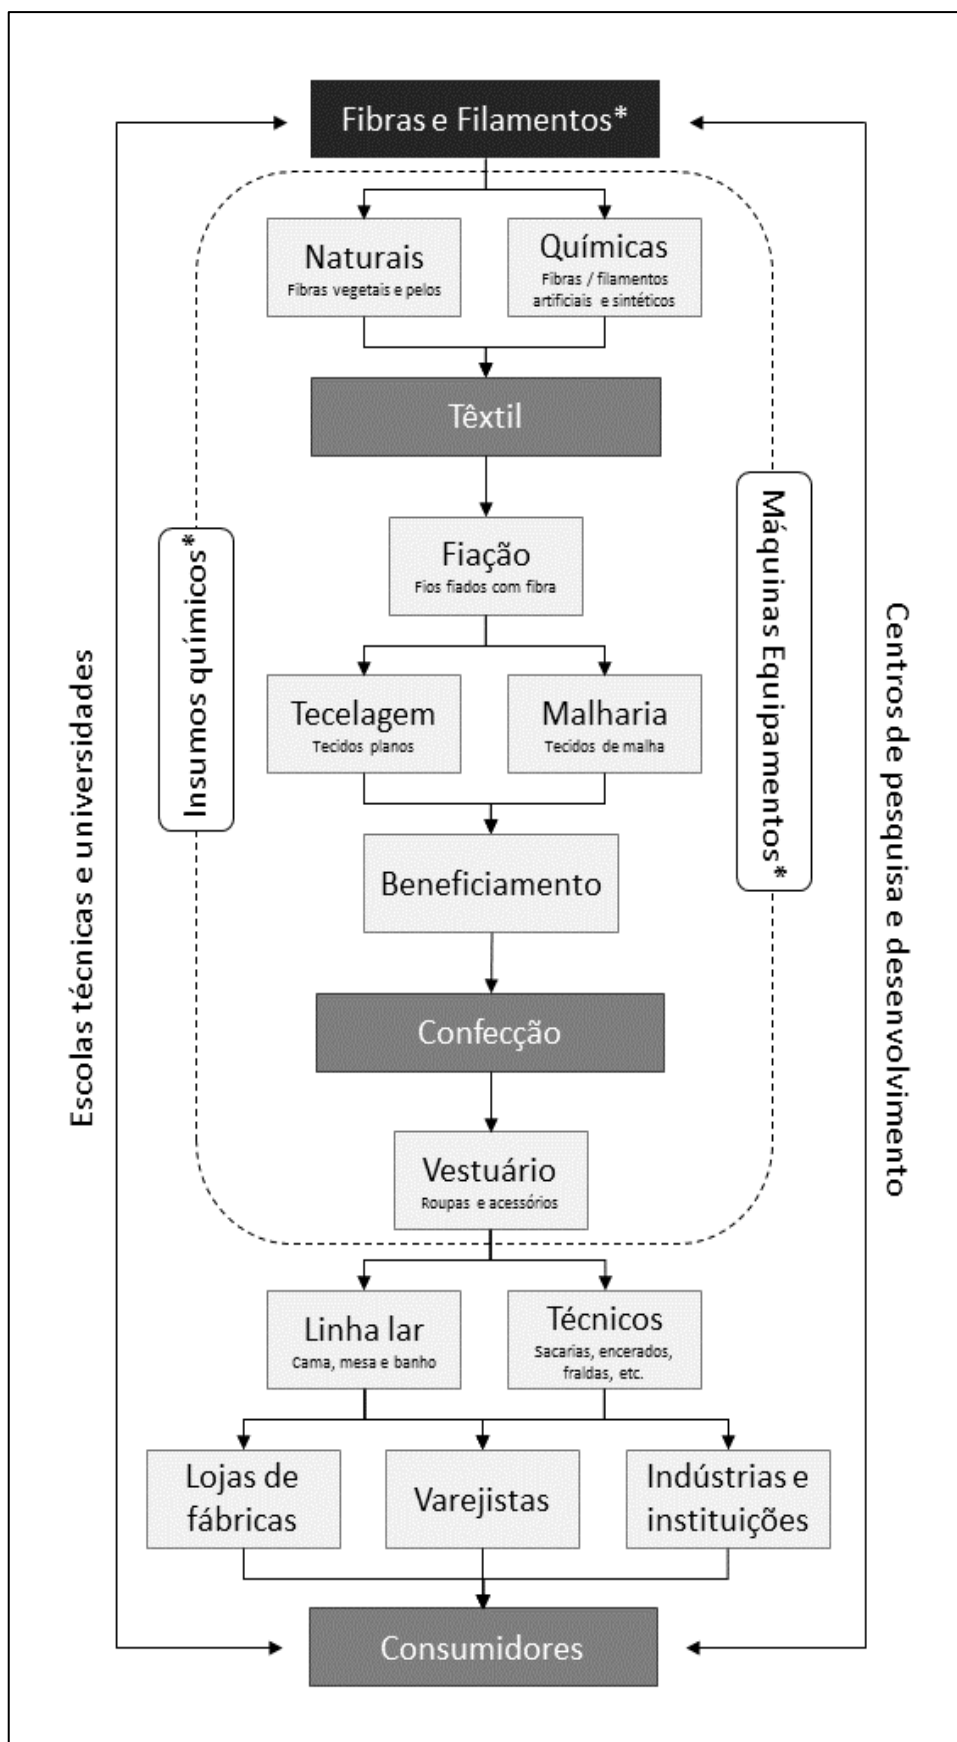 Fibras e Filamentos*
Naturais
Fibras vegetais e pelos
Químicas
Fibras / filamentos
artificiais e sintéticos
Têxtil
Fiação
Fios fiados com fibra
Tecelagem
Tecidos planos
Malharia
Tecidos de malha
Beneficiamento
Confecção
Vestuário
Roupas e acessórios
Linha lar
Cama, mesa e banho
Técnicos
Sacarias, encerados,
fraldas, etc.
Lojas de
fábricas
Varejistas
Indústrias e
instituições
Consumidores
Escolas técnicas e universidades
Insumos químicos*
Máquinas Equipamentos*
Centros de pesquisa e desenvolvimento